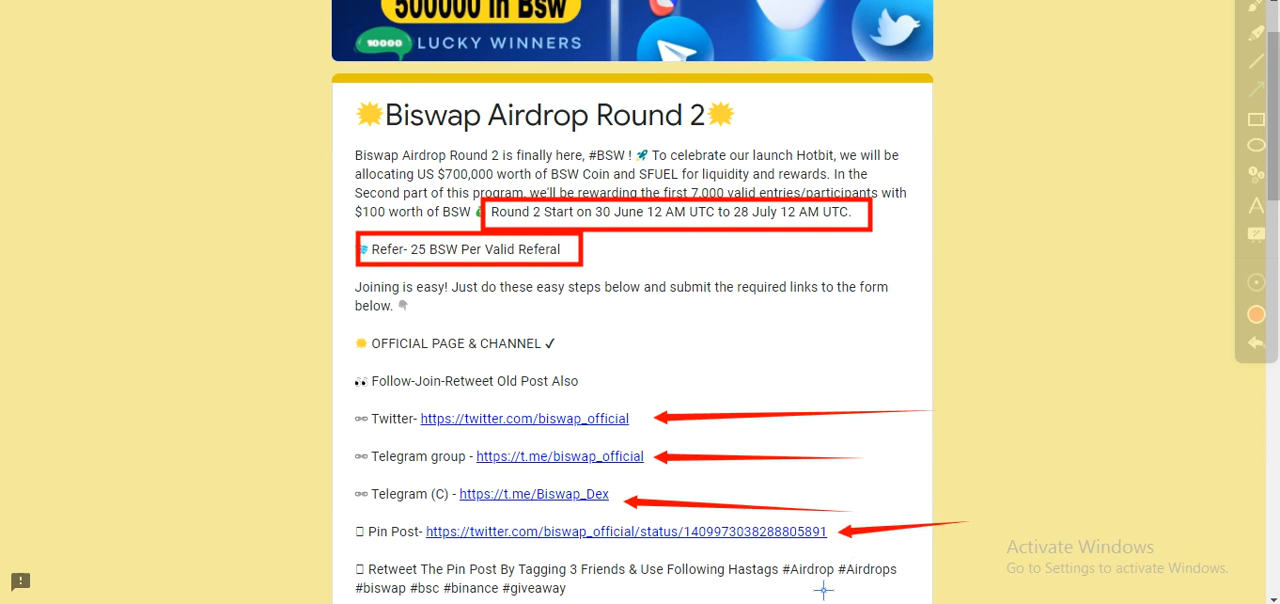 500000 in Bsw
10000 LUCKY WINNERS
Biswap Airdrop Round 2
Biswap Airdrop Round 2 is finally here, #BSW ! 🚀 To celebrate our launch Hotbit, we will be
allocating US $700,000 worth of BSW Coin and SFUEL for liquidity and rewards. In the
Second part of this program, we'll be rewarding the first 7,000 valid entries/participants with
$100 worth of BSW 💰 Round 2 Start on 30 June 12 AM UTC to 28 July 12 AM UTC.
Refer- 25 BSW Per Valid Referal
Joining is easy! Just do these easy steps below and submit the required links to the form
below. 👇
OFFICIAL PAGE & CHANNEL ✓
👀 Follow-Join-Retweet Old Post Also
Twitter- https://twitter.com/biswap_official
Telegram group - https://t.me/biswap_official
Telegram (C) - https://t.me/Biswap_Dex
Pin Post- https://twitter.com/biswap_official/status/1409973038288805891
Retweet The Pin Post By Tagging 3 Friends & Use Following Hastags #Airdrop #Airdrops
#biswap #bsc #binance #giveaway
Activate Windows
Go to Settings to activate Windows.